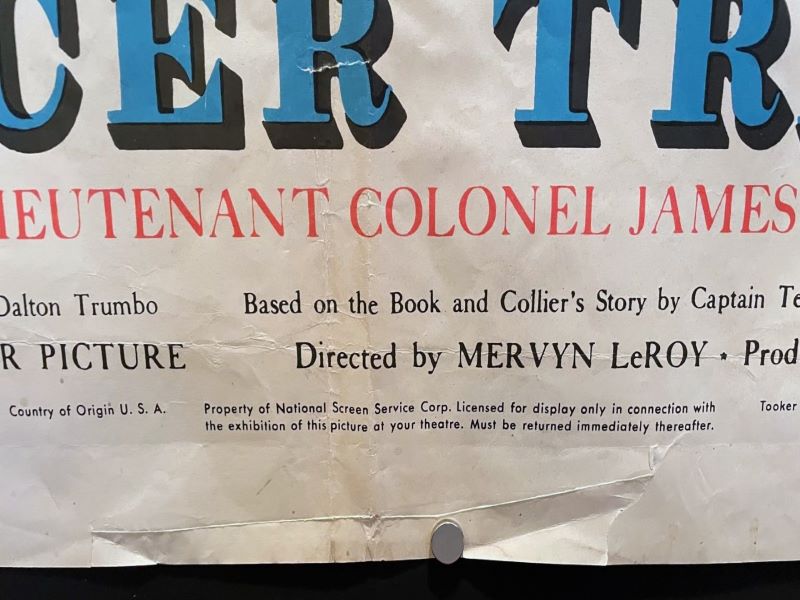 CER TR
IEUTENANT COLONEL JAMES
Dalton Trumbo Based on the Book and Collier's Story by Captain Te
R PICTURE Directed by MERVYN LeROY • Prod
Country of Origin U. S. A. Property of National Screen Service Corp. Licensed for display only in connection with Tooker
the exhibition of this picture at your theatre. Must be returned immediately thereafter.